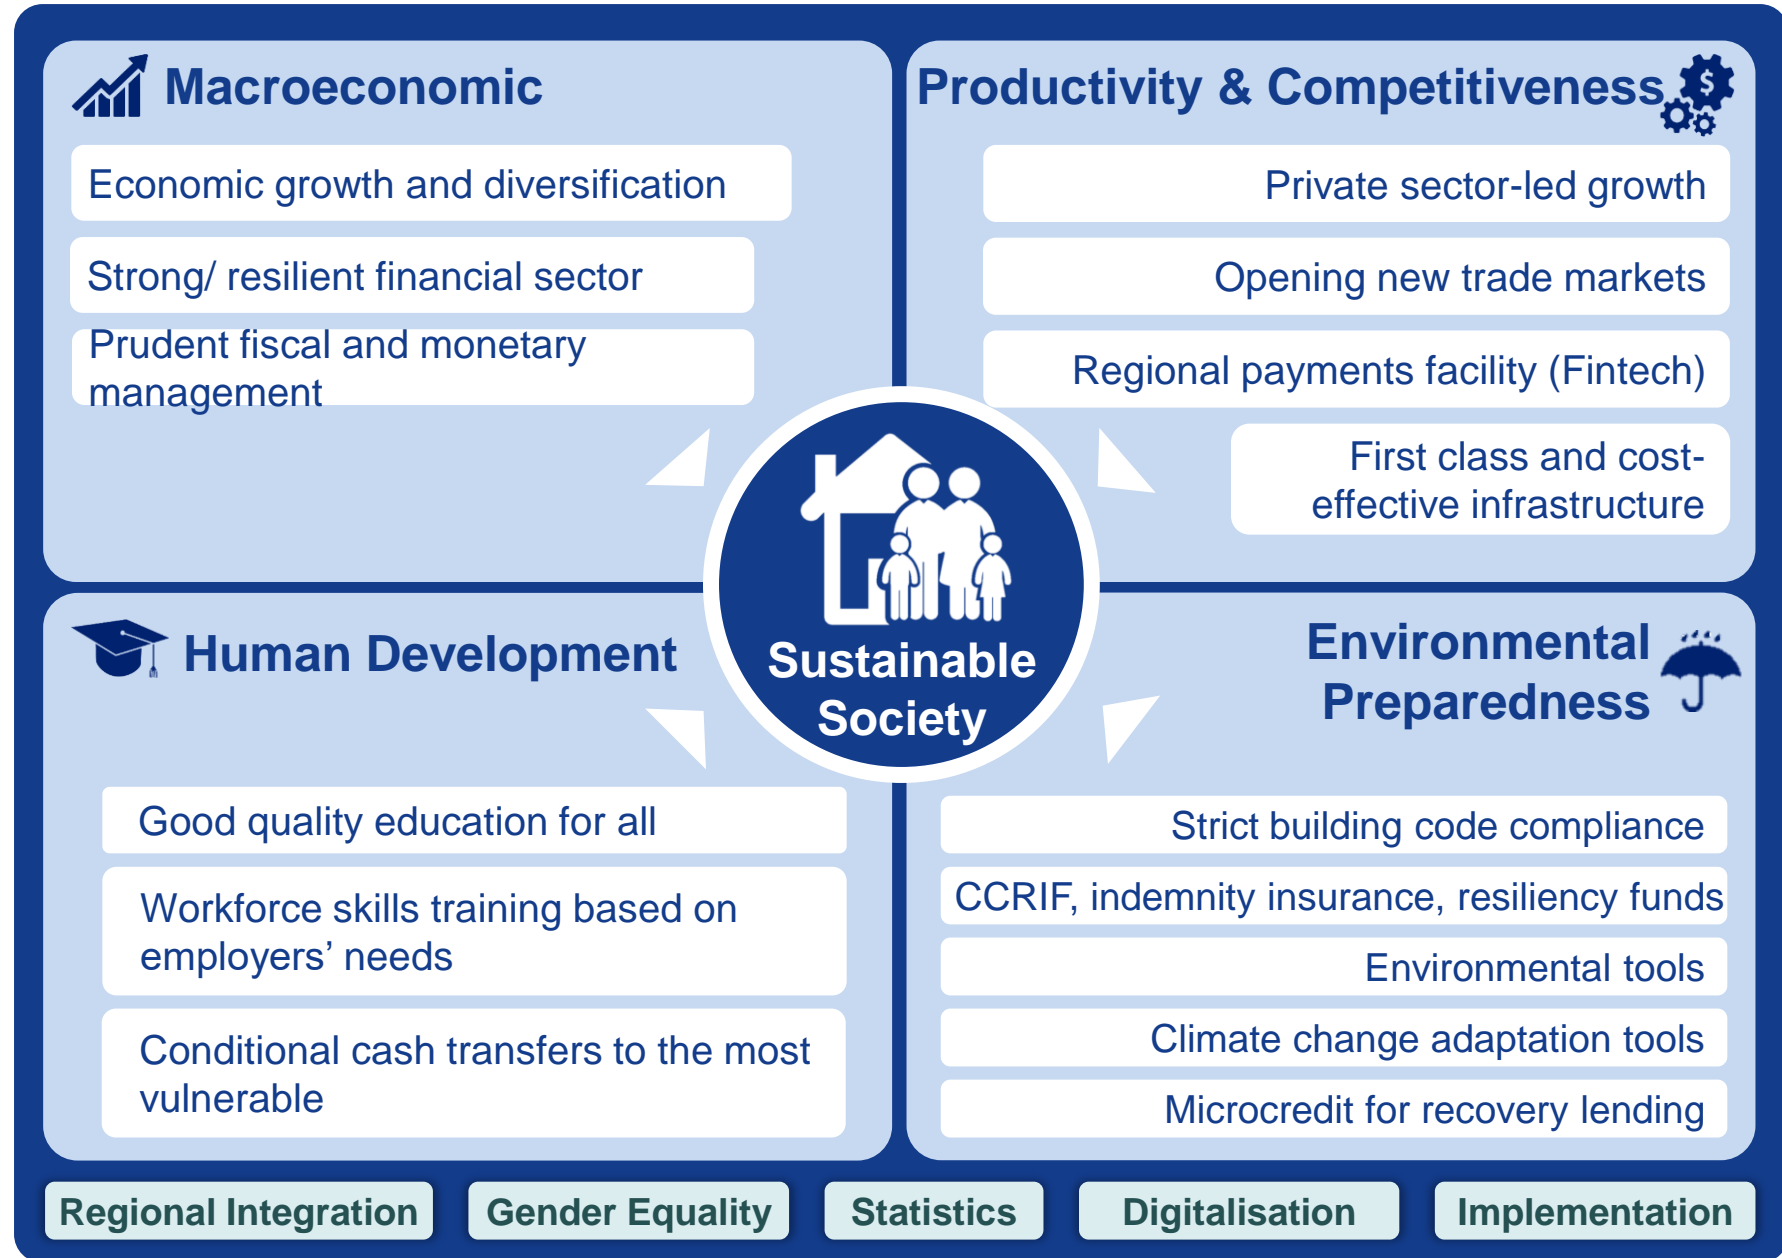 Macroeconomic
Economic growth and diversification
Strong/ resilient financial sector
Prudent fiscal and monetary
management
Productivity & Competitiveness
$
Private sector-led growth
Opening new trade markets
Regional payments facility (Fintech)
First class and cost-
effective infrastructure
Sustainable
Society
Human Development
Good quality education for all
Workforce skills training based on
employers’ needs
Conditional cash transfers to the most
vulnerable
Environmental
Preparedness
Strict building code compliance
CCRIF, indemnity insurance, resiliency funds
Environmental tools
Climate change adaptation tools
Microcredit for recovery lending
Regional Integration
Gender Equality
Statistics
Digitalisation
Implementation